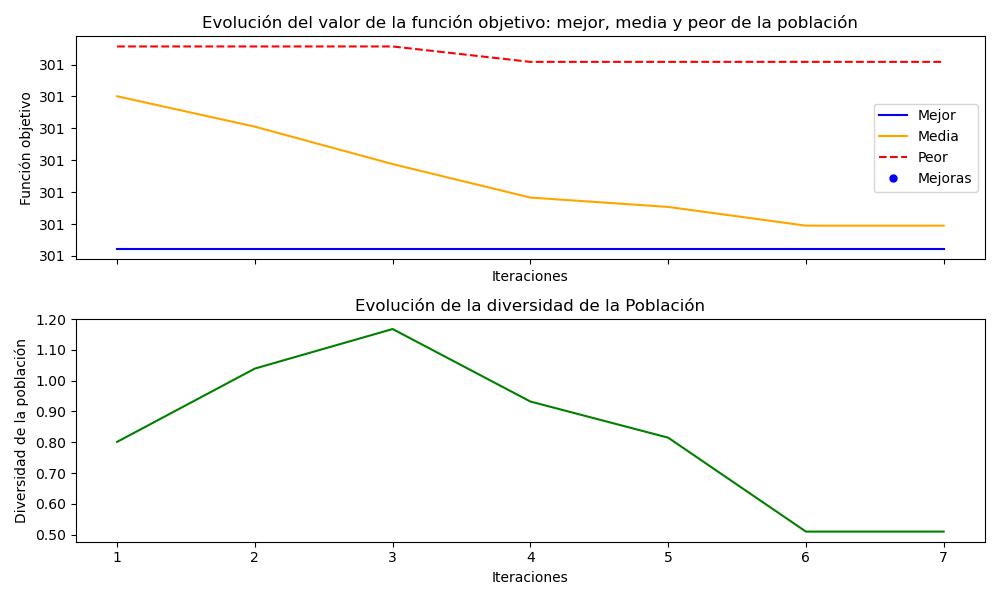 Evolución del valor de la función objetivo: mejor, media y peor de la población
Función objetivo
301
301
301
301
301
301
301
Mejor
Media
Peor
Mejoras
Iteraciones
Evolución de la diversidad de la Población
Diversidad de la población
1.20
1.10
1.00
0.90
0.80
0.70
0.60
0.50
1 2 3 4 5 6 7
Iteraciones